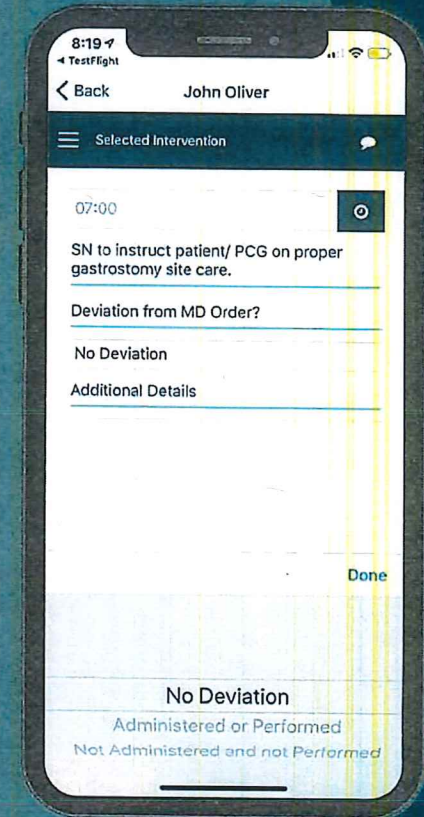 8:19
◄ TestFlight
Back
John Oliver
Selected Intervention
07:00
SN to instruct patient/ PCG on proper
gastrostomy site care.
Deviation from MD Order?
No Deviation
Additional Details
Done
No Deviation
Administered or Performed
Not Administered and not Performed